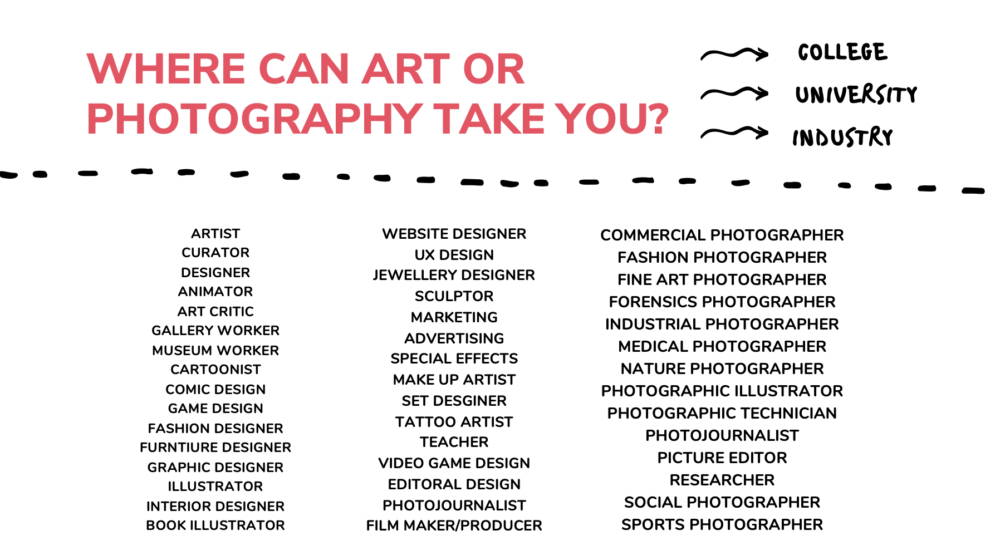 WHERE CAN ART OR
PHOTOGRAPHY TAKE YOU?
COLLEGE
UNIVERSITY
INDUSTRY
ARTIST
CURATOR
DESIGNER
ANIMATOR
ART CRITIC
GALLERY WORKER
MUSEUM WORKER
CARTOONIST
COMIC DESIGN
GAME DESIGN
FASHION DESIGNER
FURNTIURE DESIGNER
GRAPHIC DESIGNER
ILLUSTRATOR
INTERIOR DESIGNER
BOOK ILLUSTRATOR
WEBSITE DESIGNER
UX DESIGN
JEWELLERY DESIGNER
SCULPTOR
MARKETING
ADVERTISING
SPECIAL EFFECTS
MAKE UP ARTIST
SET DESGINER
TATTOO ARTIST
TEACHER
VIDEO GAME DESIGN
EDITORAL DESIGN
PHOTOJOURNALIST
FILM MAKER/PRODUCER
COMMERCIAL PHOTOGRAPHER
FASHION PHOTOGRAPHER
FINE ART PHOTOGRAPHER
FORENSICS PHOTOGRAPHER
INDUSTRIAL PHOTOGRAPHER
MEDICAL PHOTOGRAPHER
NATURE PHOTOGRAPHER
PHOTOGRAPHIC ILLUSTRATOR
PHOTOGRAPHIC TECHNICIAN
PHOTOJOURNALIST
PICTURE EDITOR
RESEARCHER
SOCIAL PHOTOGRAPHER
SPORTS PHOTOGRAPHER